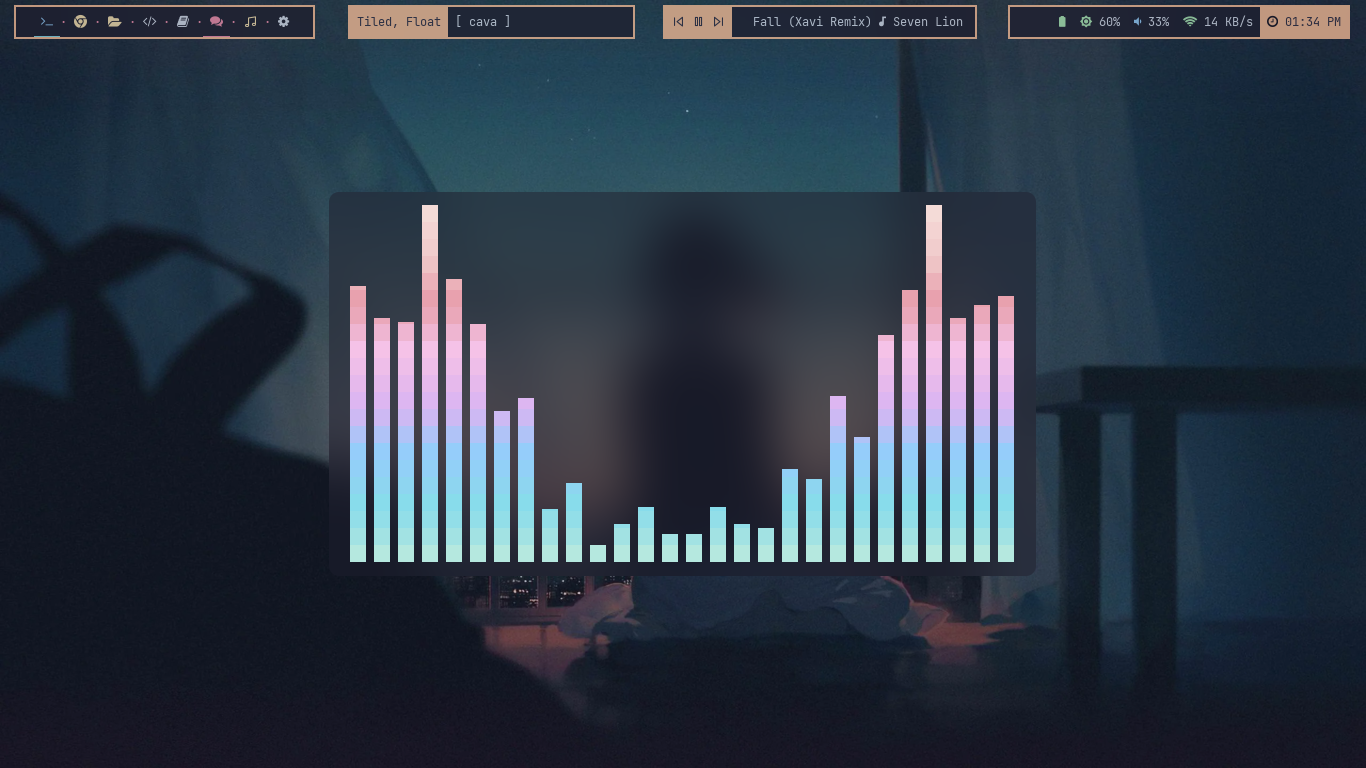 Tiled, Float
[ cava ]
Fall (Xavi Remix) Seven Lion
60% 33% 14 KB/s 01:34 PM